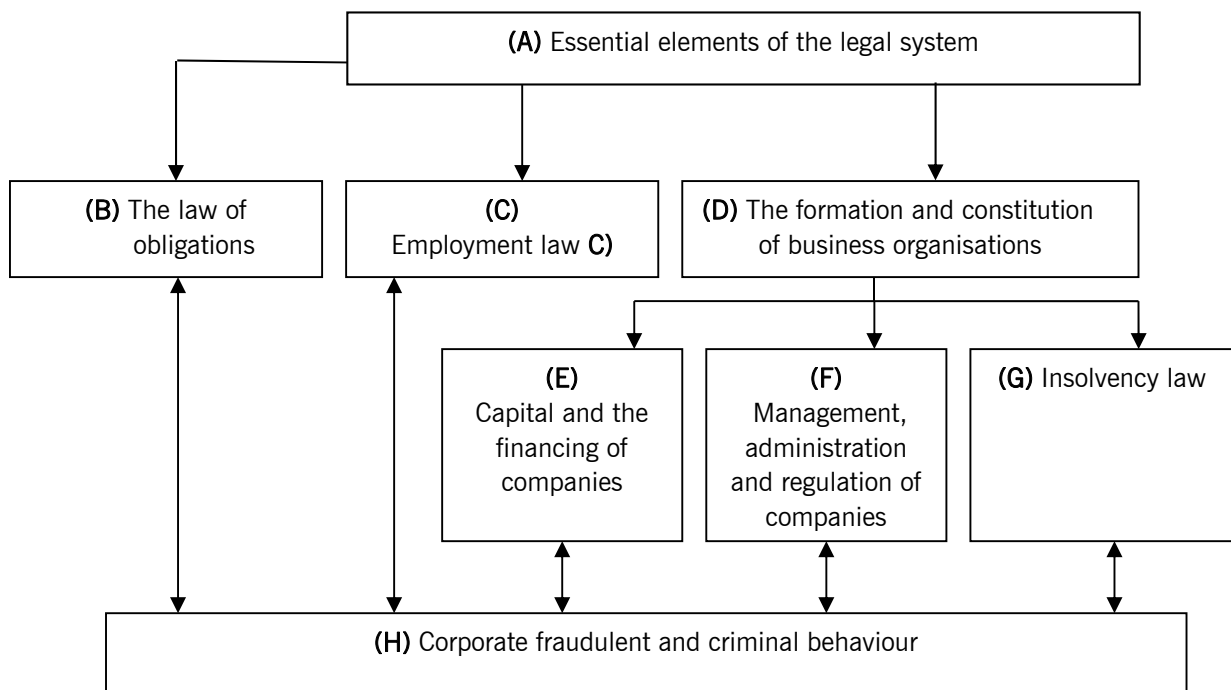 (A) Essential elements of the legal system
(B) The law of
obligations
(C)
Employment law C)
(D) The formation and constitution
of business organisations
(E)
Capital and the
financing of
companies
(F)
Management,
administration
and regulation of
companies
(G) Insolvency law
(H) Corporate fraudulent and criminal behaviour